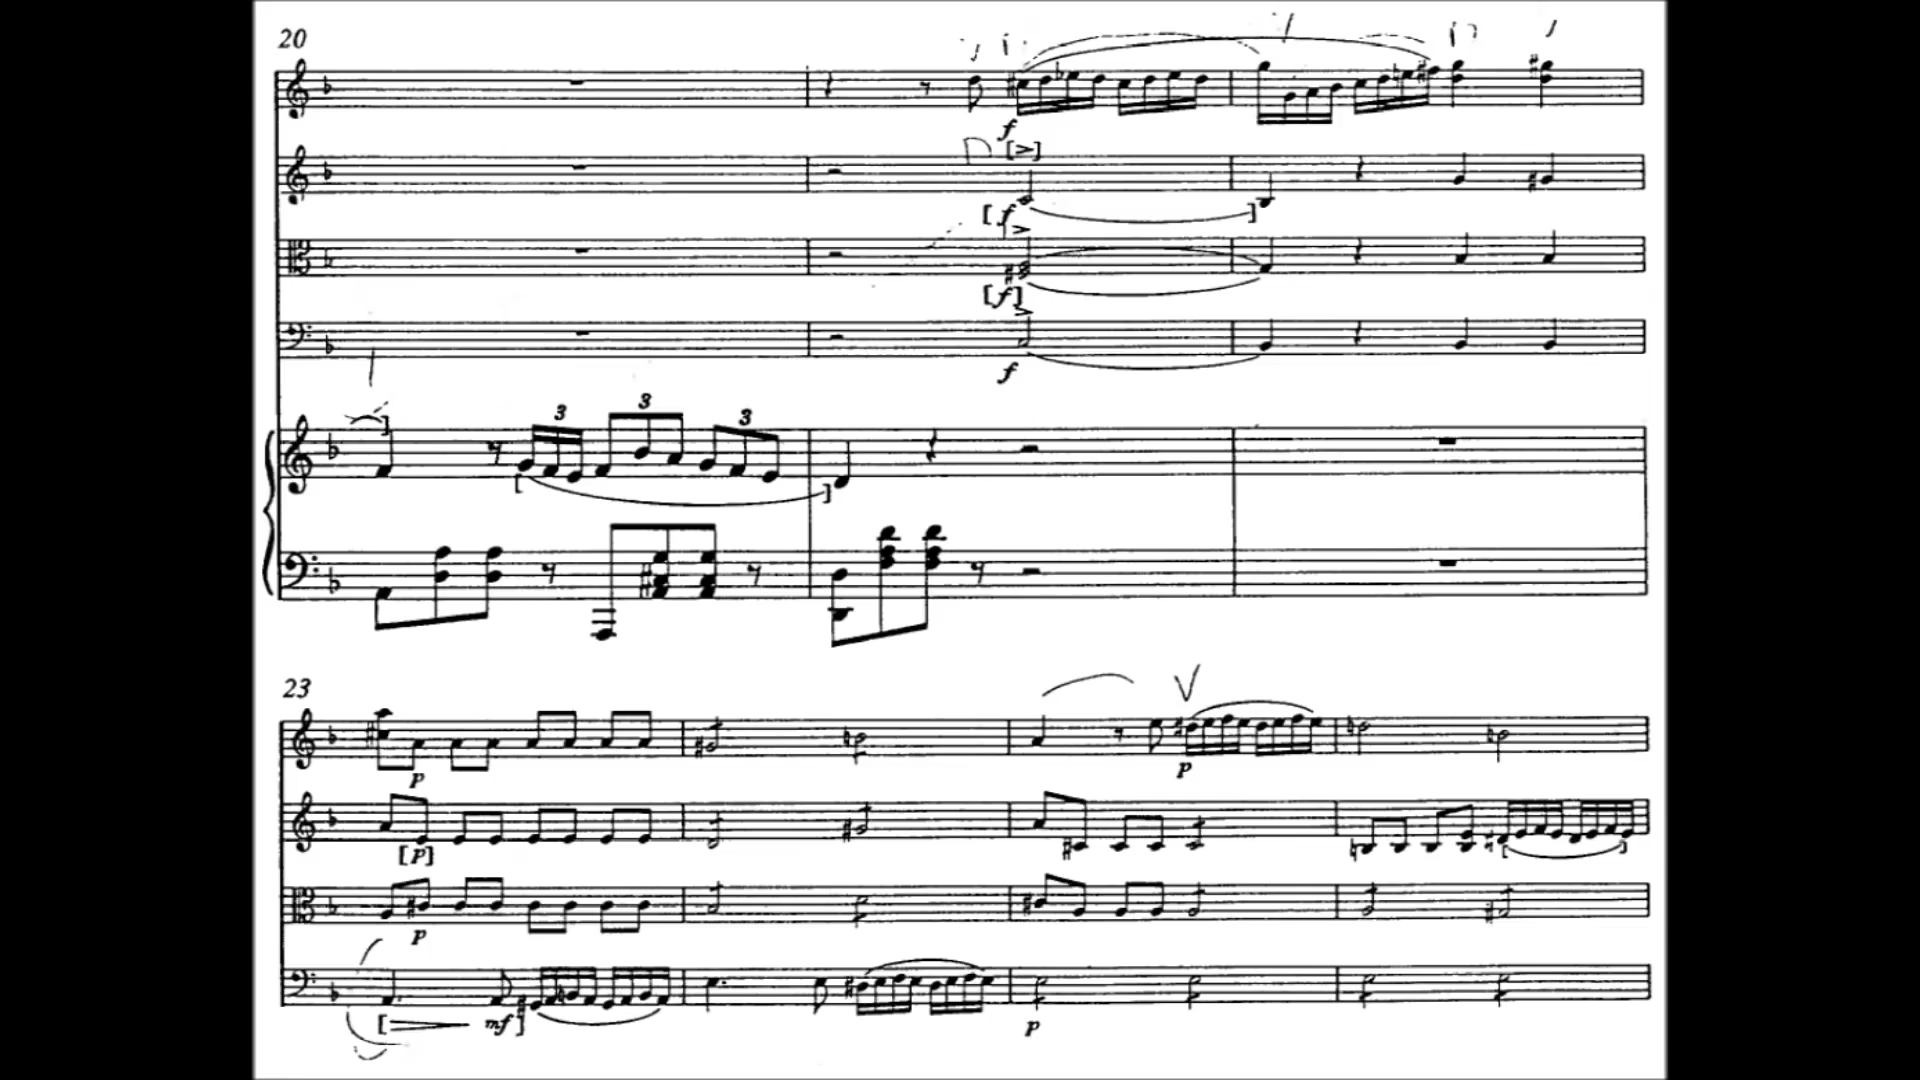 20
f
[>]
[f
]
>
[f]
>
f
]
3 3 3
[ ]
23
p
[p]
p
[ mf ]
p
[ ]
p